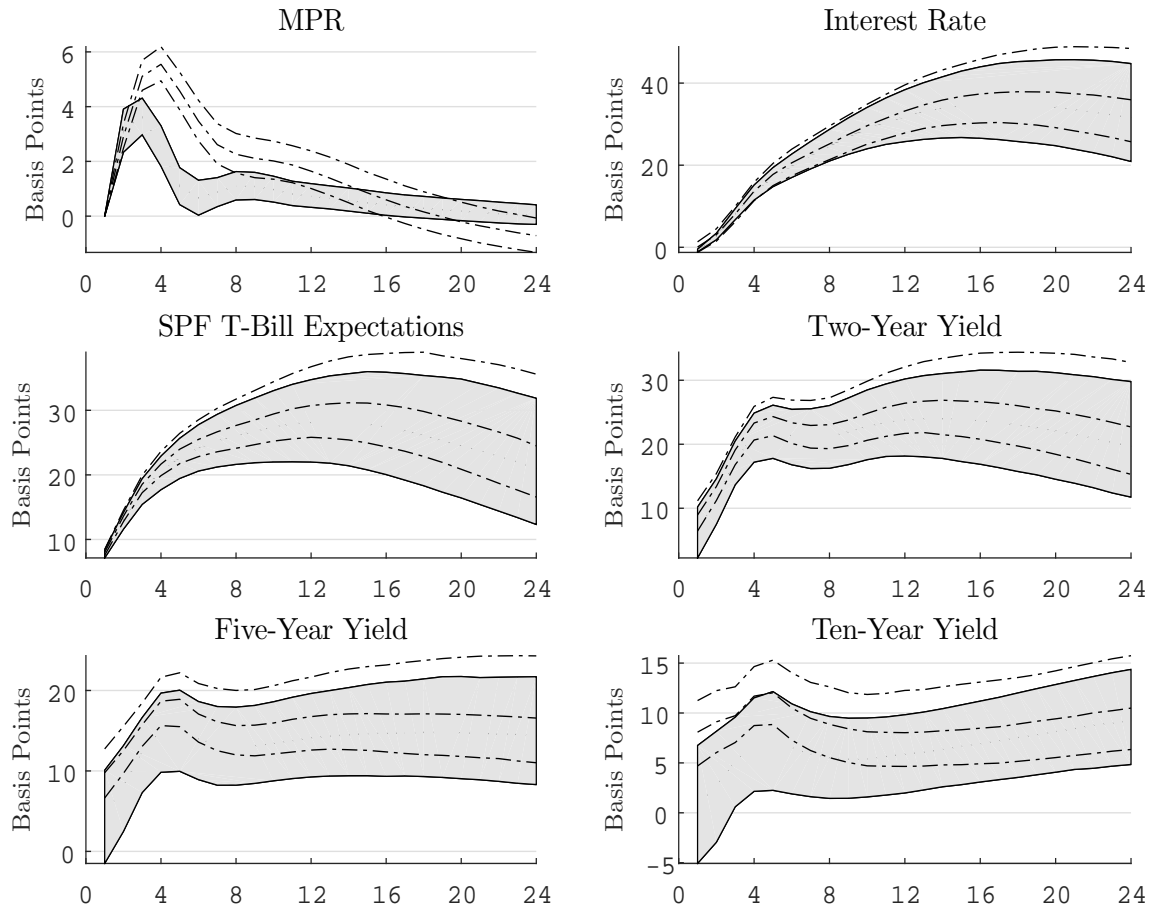 MPR
Basis Points
6
4
2
0
0 4 8 12 16 20 24
Interest Rate
Basis Points
40
20
0
0 4 8 12 16 20 24
SPF T-Bill Expectations
Basis Points
30
20
10
0 4 8 12 16 20 24
Two-Year Yield
Basis Points
30
20
10
0 4 8 12 16 20 24
Five-Year Yield
Basis Points
20
10
0
0 4 8 12 16 20 24
Ten-Year Yield
Basis Points
15
10
5
0
-5
0 4 8 12 16 20 24